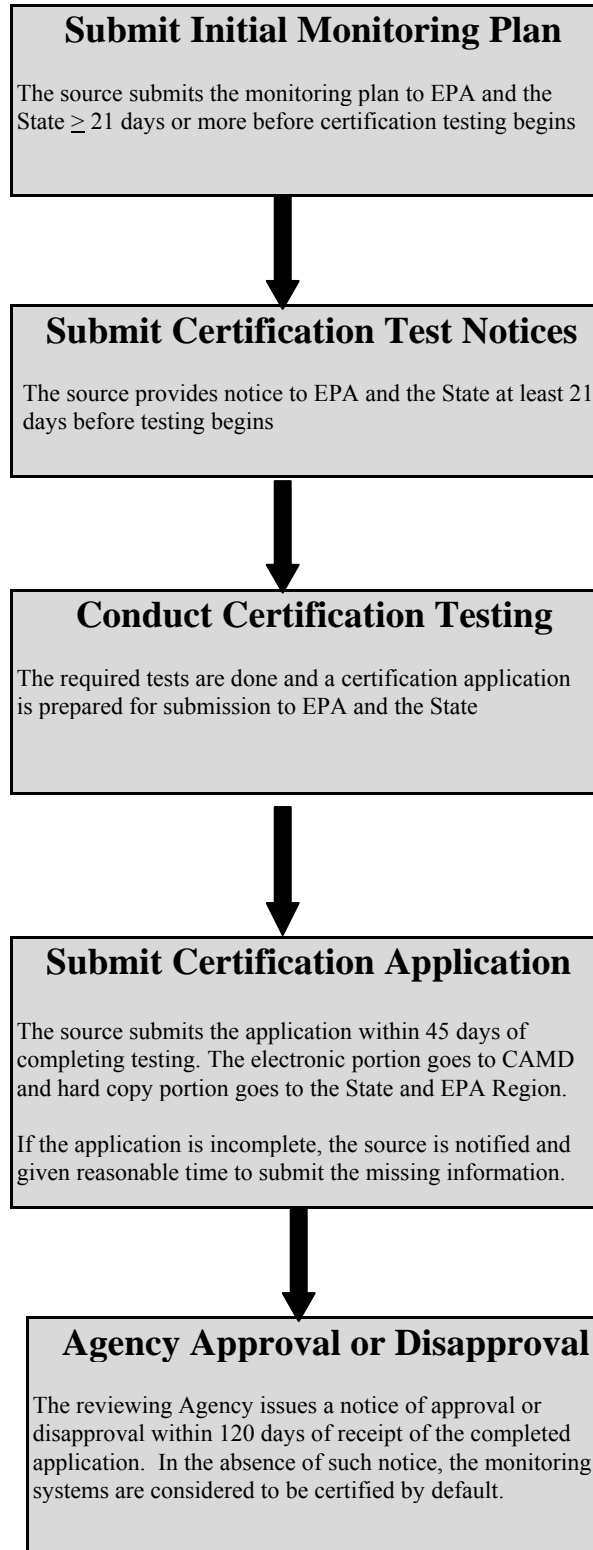 Submit Initial Monitoring Plan
The source submits the monitoring plan to EPA and the
State ≥ 21 days or more before certification testing begins
Submit Certification Test Notices
The source provides notice to EPA and the State at least 21
days before testing begins
Conduct Certification Testing
The required tests are done and a certification application
is prepared for submission to EPA and the State
Submit Certification Application
The source submits the application within 45 days of
completing testing. The electronic portion goes to CAMD
and hard copy portion goes to the State and EPA Region.
If the application is incomplete, the source is notified and
given reasonable time to submit the missing information.
Agency Approval or Disapproval
The reviewing Agency issues a notice of approval or
disapproval within 120 days of receipt of the completed
application.  In the absence of such notice, the monitoring
systems are considered to be certified by default.